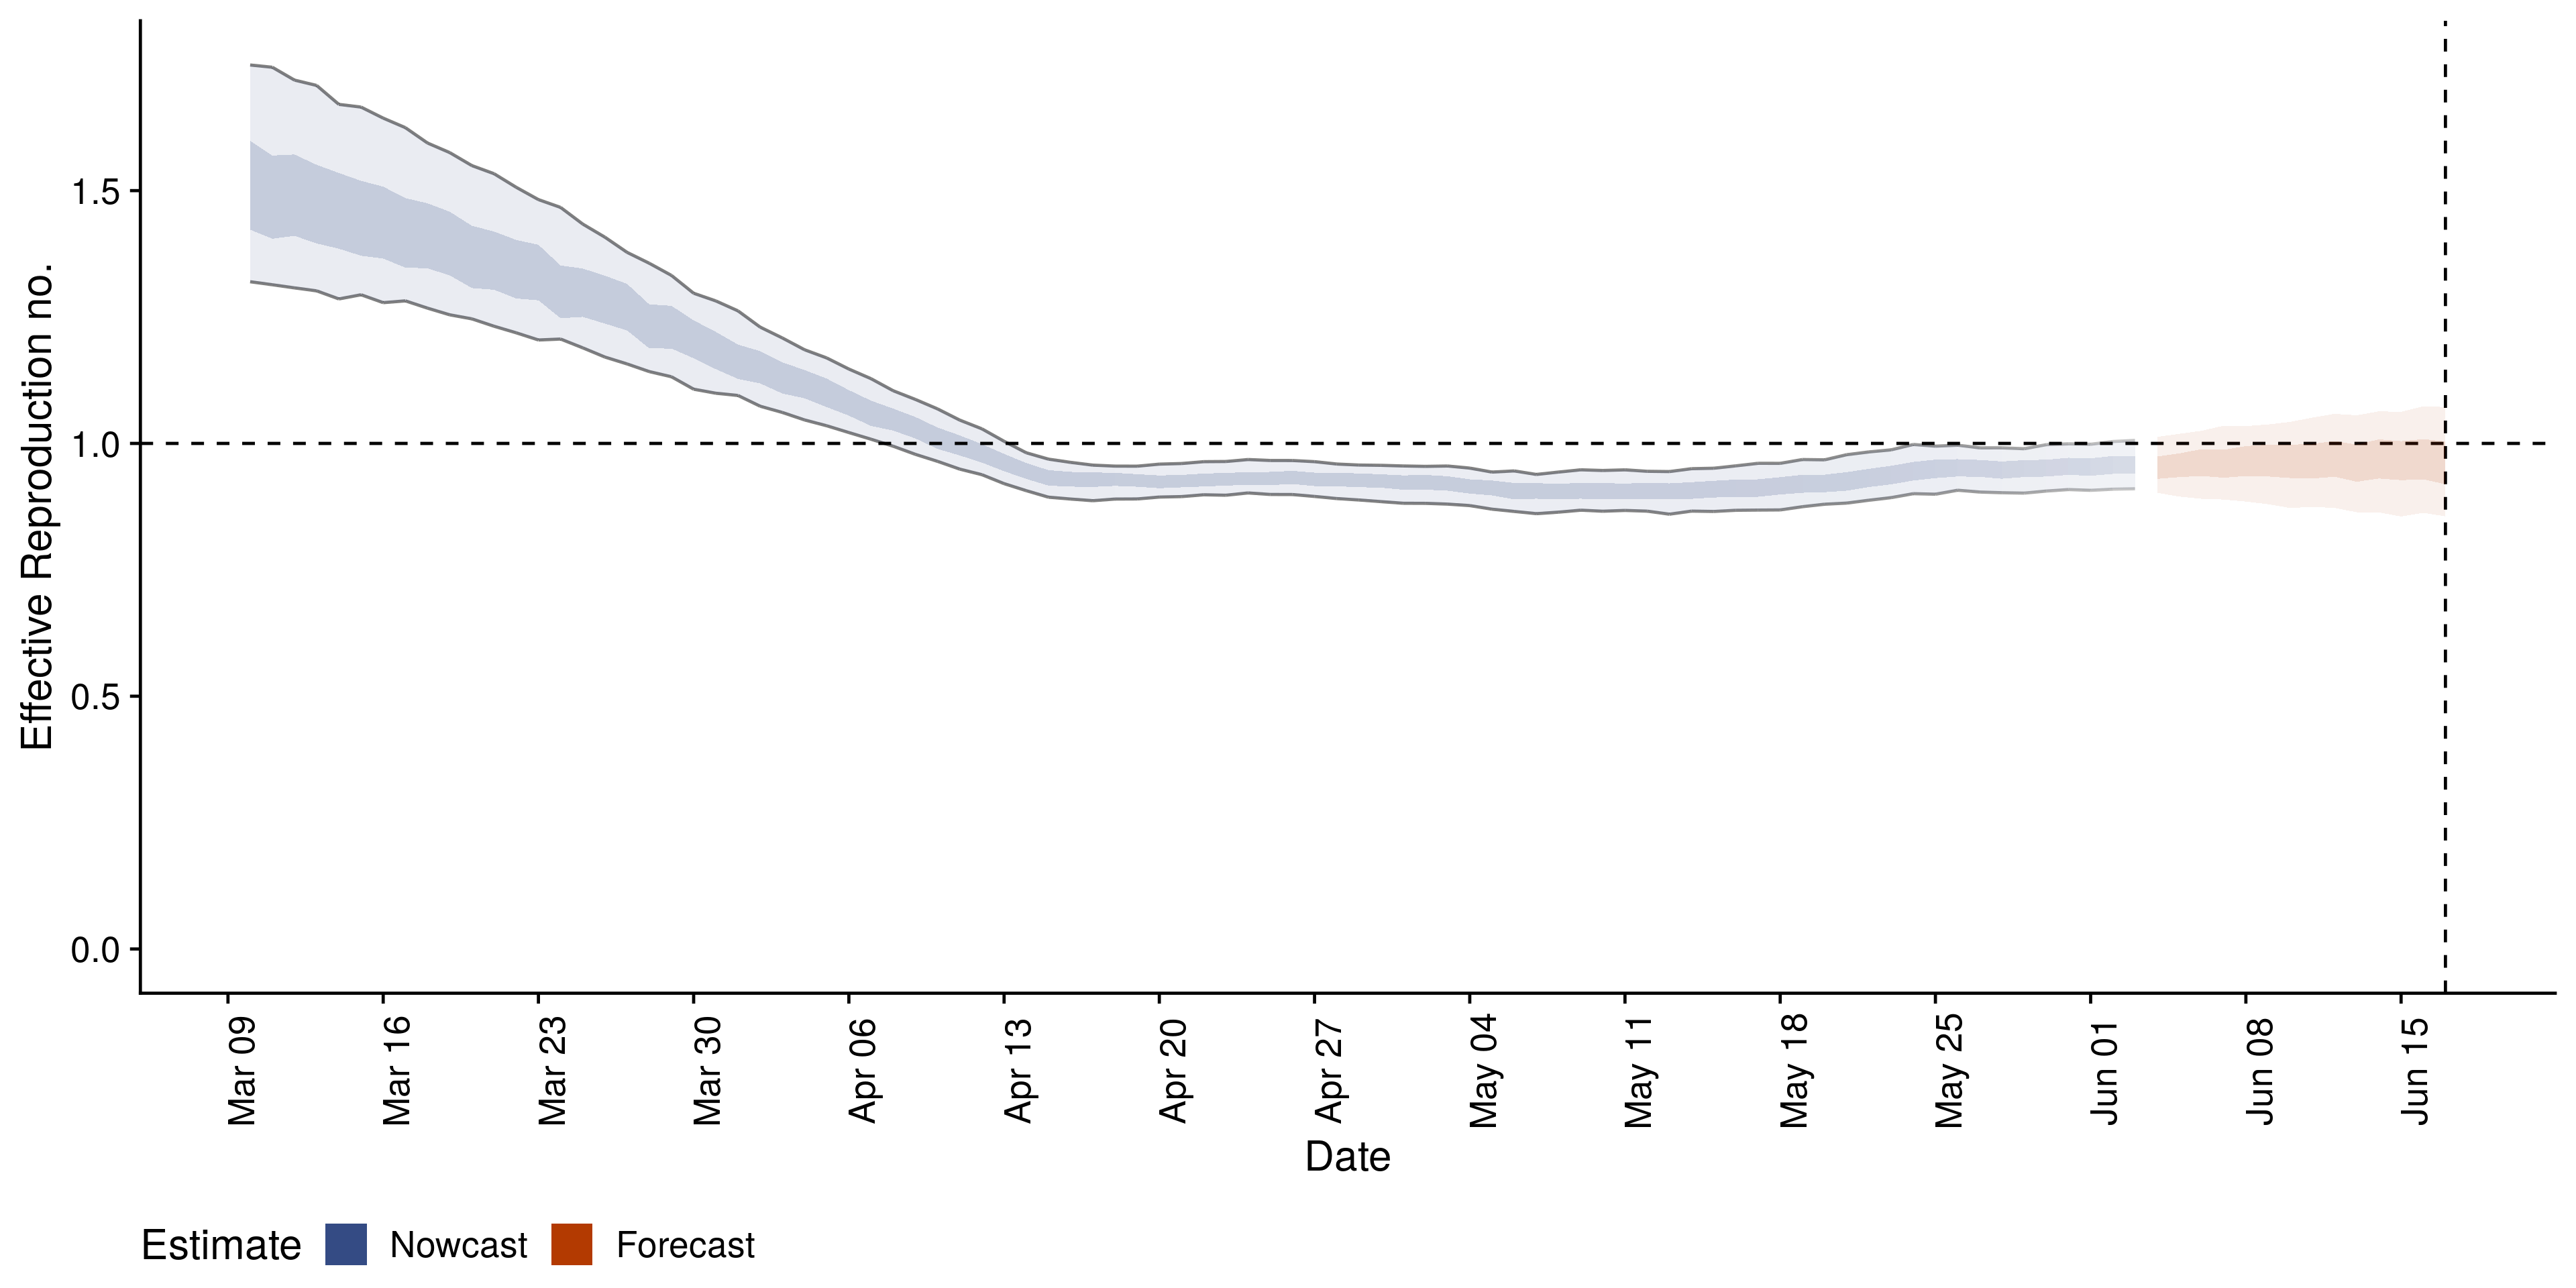 Effective Reproduction no.
1.5
1.0
0.5
0.0
Mar 09
Mar 16
Mar 23
Mar 30
Apr 06
Apr 13
Apr 20
Apr 27
May 04
May 11
May 18
May 25
Jun 01
Jun 08
Jun 15
Date
Estimate Nowcast Forecast